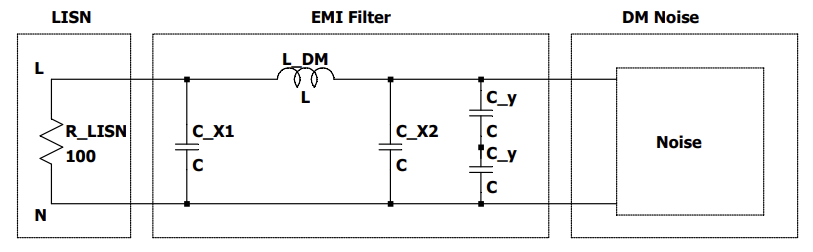 LISN
EMI Filter
DM Noise
L
L_DM
L
C_y
C
R_LISN
100
C_X1
C
C_X2
C
C_y
C
Noise
N